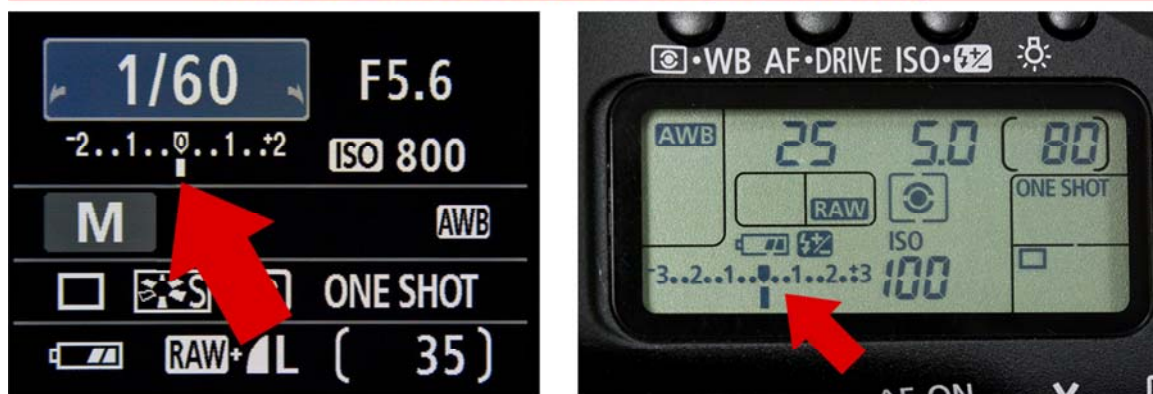 1/60 F5.6
-2..1..0..1..+2
ISO 800
M AWB
S ONE SHOT
RAW+ L ( 35 )
WB AF•DRIVE ISO•
AWB 25 5.0 ( 80 )
RAW ONE SHOT
ISO
-3..2..1..0..1..2..+3 100